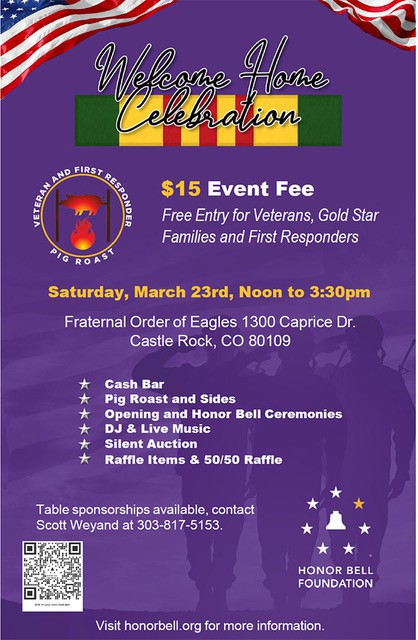 Welcome Home
Celebration
VETERAN AND FIRST RESPONDER
PIG ROAST
$15 Event Fee
Free Entry for Veterans, Gold Star
Families and First Responders
Saturday, March 23rd, Noon to 3:30pm
Fraternal Order of Eagles 1300 Caprice Dr.
Castle Rock, CO 80109
Cash Bar
Pig Roast and Sides
Opening and Honor Bell Ceremonies
DJ & Live Music
Silent Auction
Raffle Items & 50/50 Raffle
Table sponsorships available, contact
Scott Weyand at 303-817-5153.
HONOR BELL
FOUNDATION
Visit honorbell.org for more information.